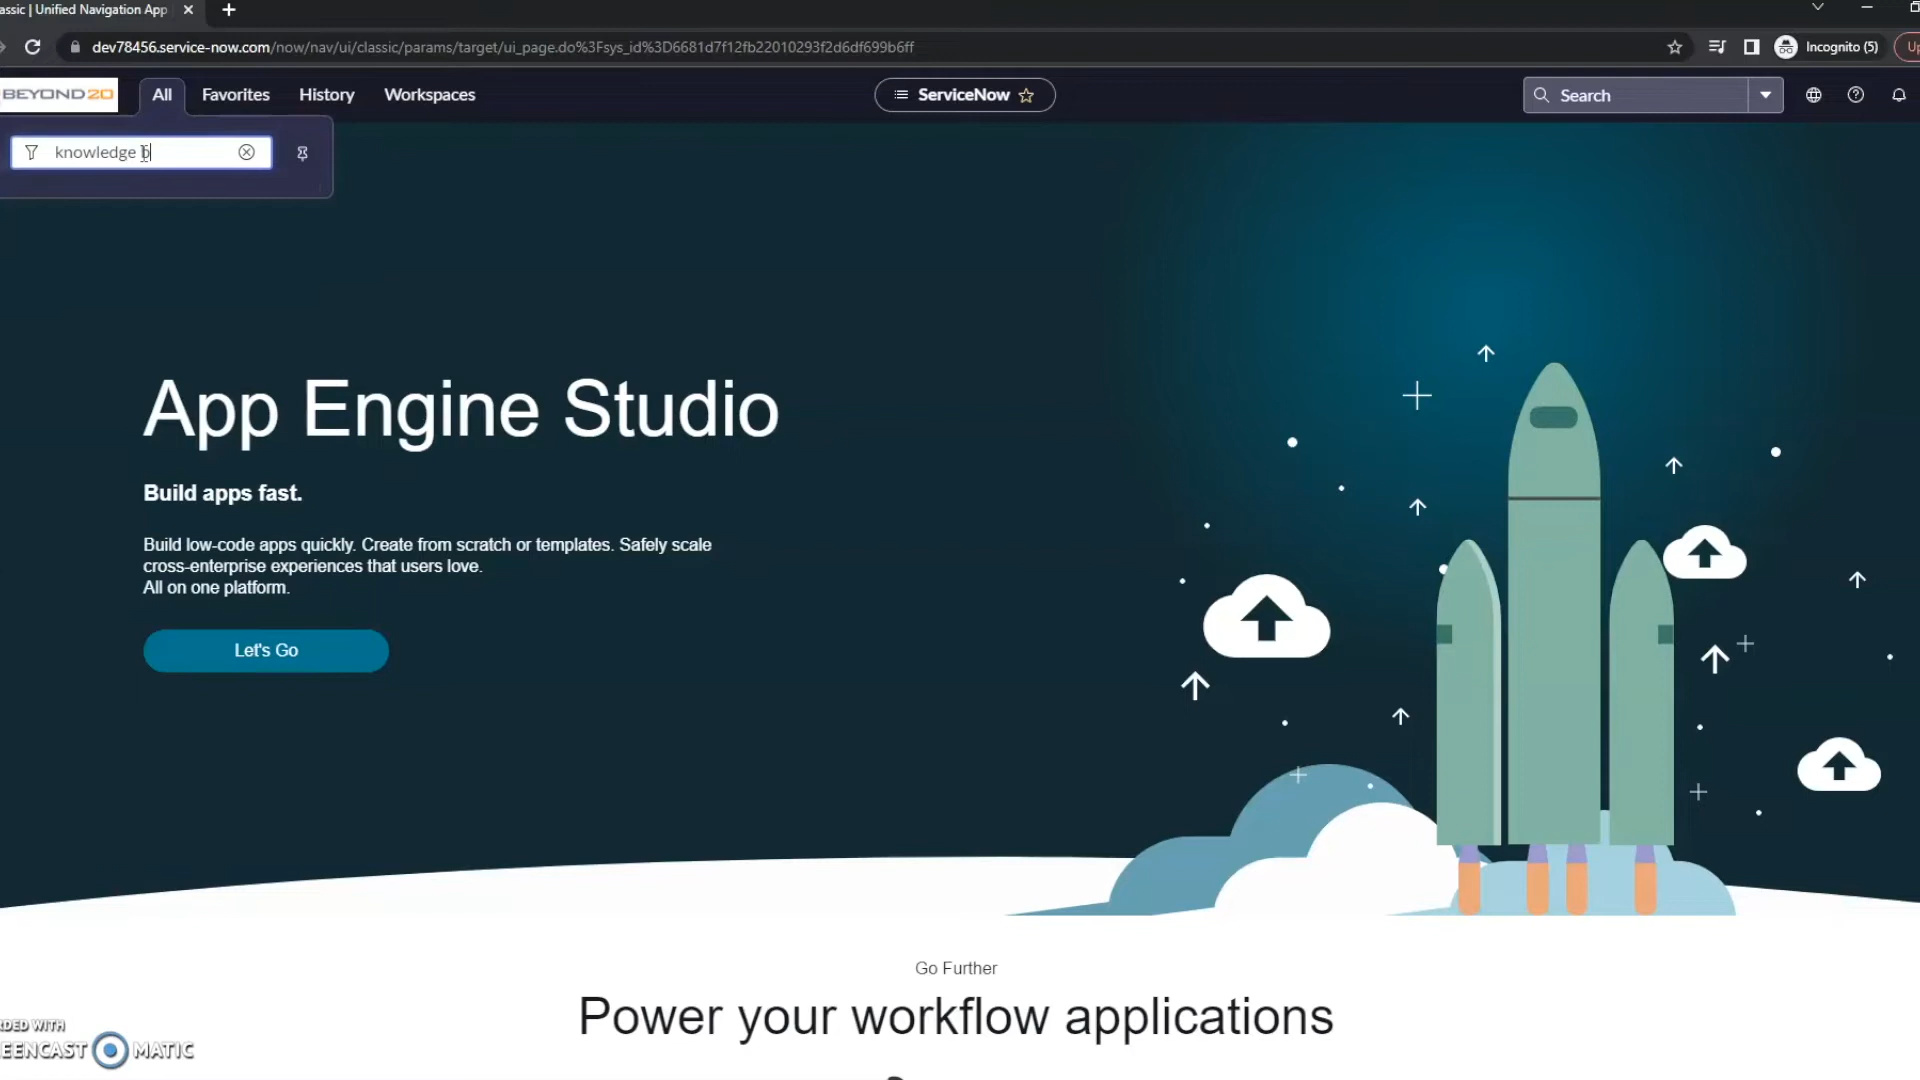 assic | Unified Navigation App
dev78456.service-now.com/now/nav/ui/classic/params/target/ui_page.do%3Fsys_id%3D6681d7f12fb22010293f2d6df699b6ff
Incognito (5)
Up
BEYOND20
All
Favorites
History
Workspaces
ServiceNow
Search
knowledge b
App Engine Studio
Build apps fast.
Build low-code apps quickly. Create from scratch or templates. Safely scale
cross-enterprise experiences that users love.
All on one platform.
Let's Go
Go Further
Power your workflow applications
RDED WITH
EENCAST MATIC